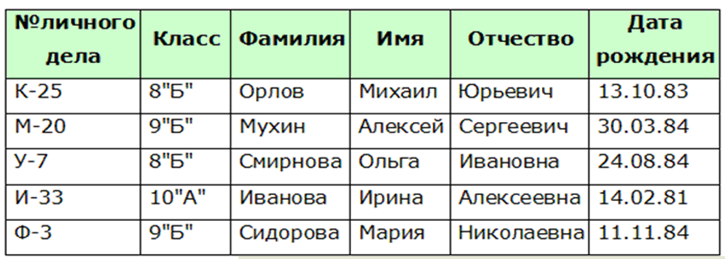 №личного дела Класс Фамилия Имя Отчество Дата рождения
К-25 8"Б" Орлов Михаил Юрьевич 13.10.83
М-20 9"Б" Мухин Алексей Сергеевич 30.03.84
У-7 8"Б" Смирнова Ольга Ивановна 24.08.84
И-33 10"А" Иванова Ирина Алексеевна 14.02.81
Ф-3 9"Б" Сидорова Мария Николаевна 11.11.84